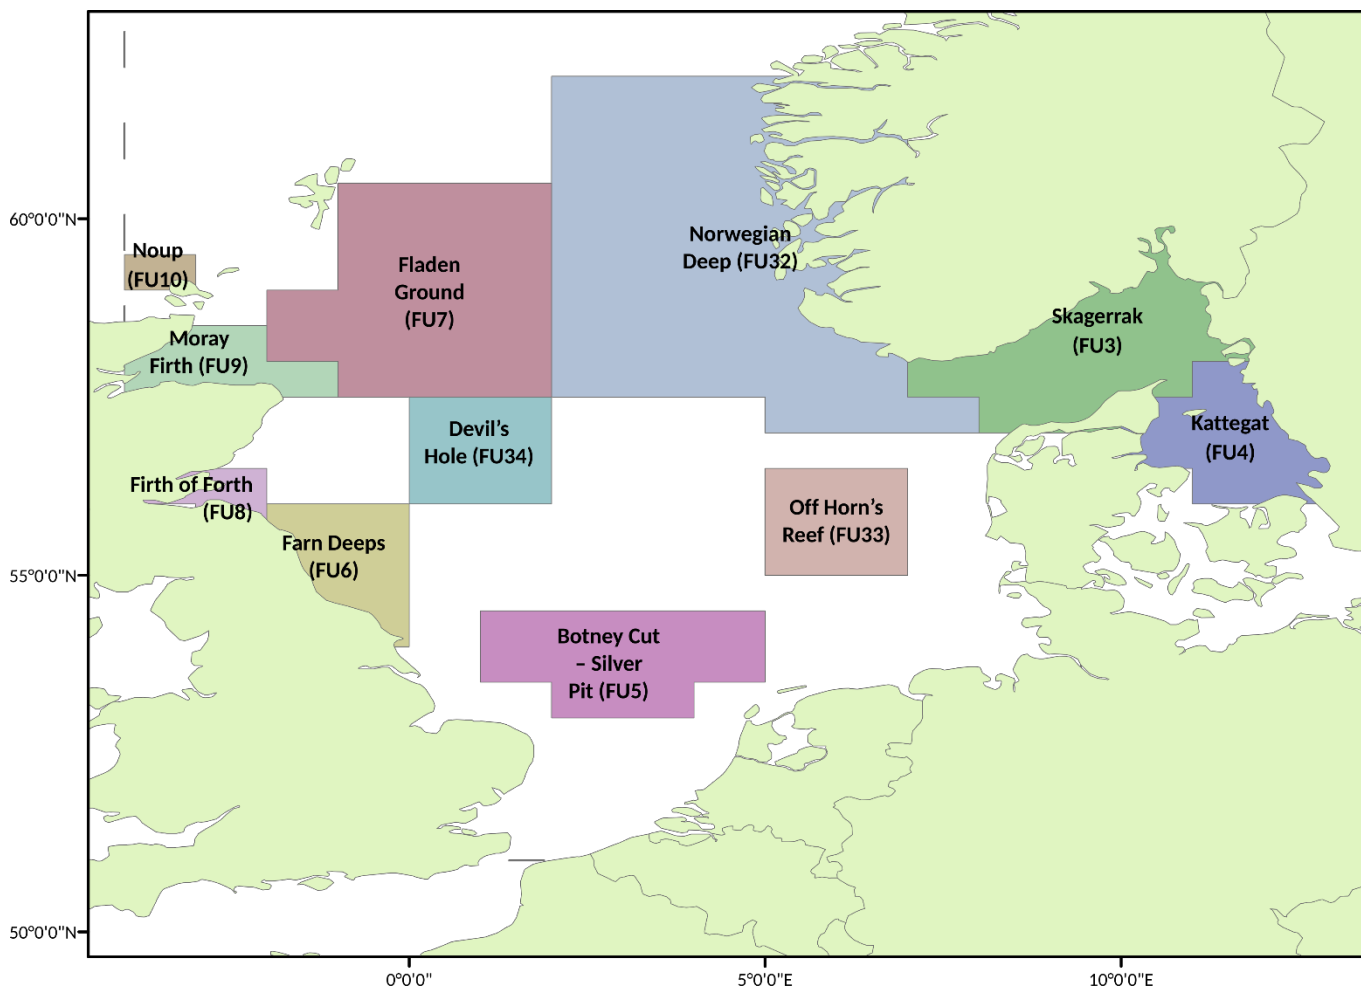 60°0'0"N
55°0'0"N
50°0'0"N
Noup
(FU10)
Moray
Firth (FU9)
Fladen
Ground
(FU7)
Norwegian
Deep (FU32)
Skagerrak
(FU3)
Kattegat
(FU4)
Devil's
Hole (FU34)
Firth of Forth
(FU8)
Farn Deeps
(FU6)
Off Horn's
Reef (FU33)
Botney Cut
– Silver
Pit (FU5)
0°0'0"
5°0'0"E
10°0'0"E